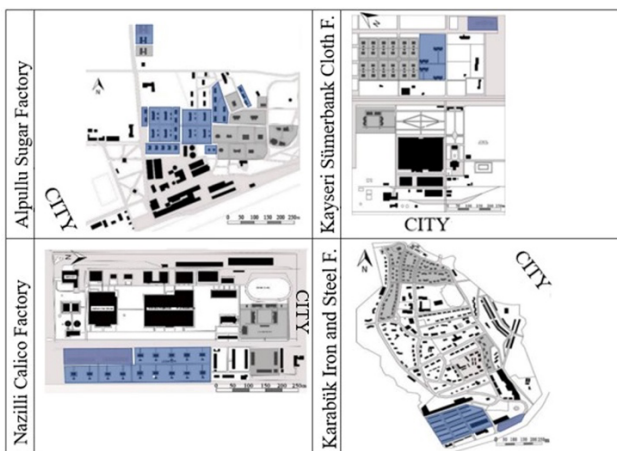 Alpullu Sugar Factory
N
CITY
0 50 100 150 200 250m
Kayseri Sümerbank Cloth F.
CITY
Nazilli Calico Factory
CITY
0 50 100 150 200 250m
Karabük Iron and Steel F.
N
CITY